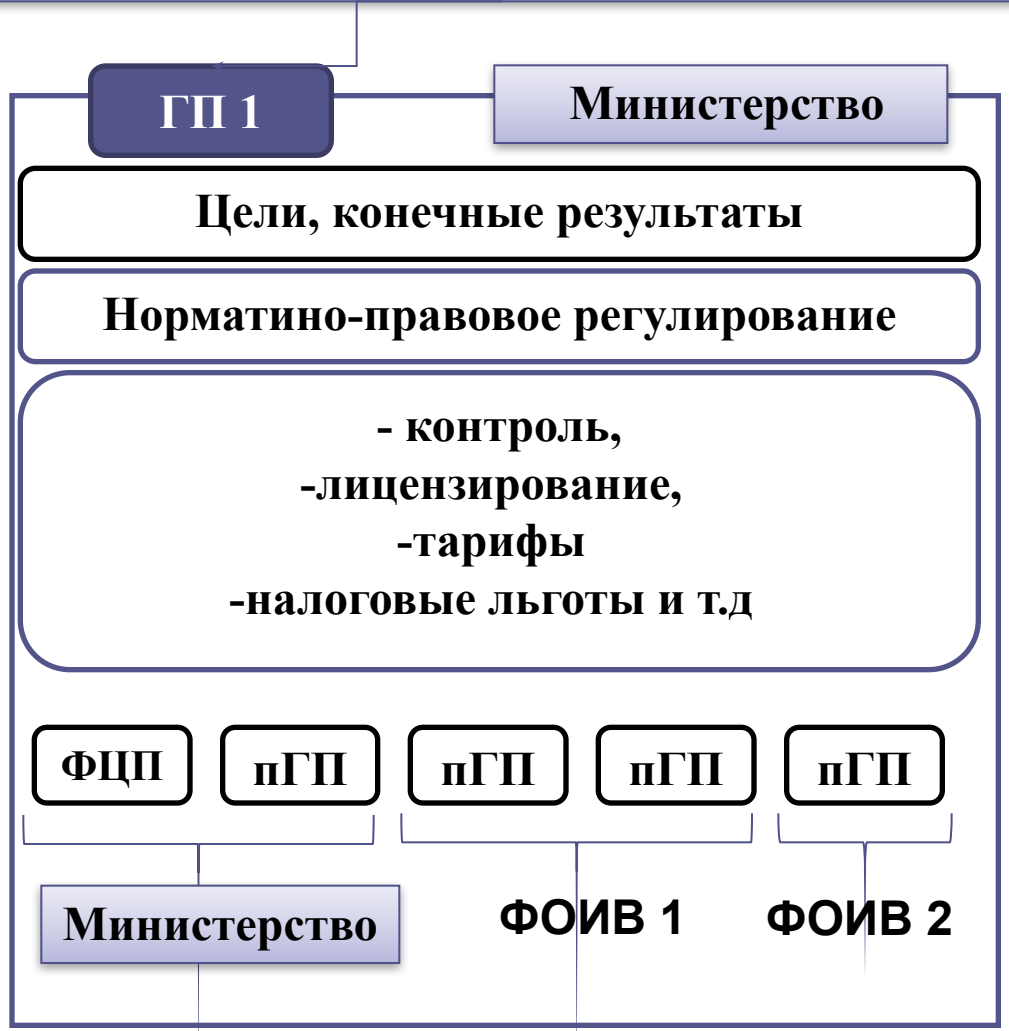 ГП 1
Министерство
Цели, конечные результаты
Норматино-правовое регулирование
- контроль,
-лицензирование,
-тарифы
-налоговые льготы и т.д
ФЦП
пГП
пГП
пГП
пГП
Министерство
ФОИВ 1
ФОИВ 2